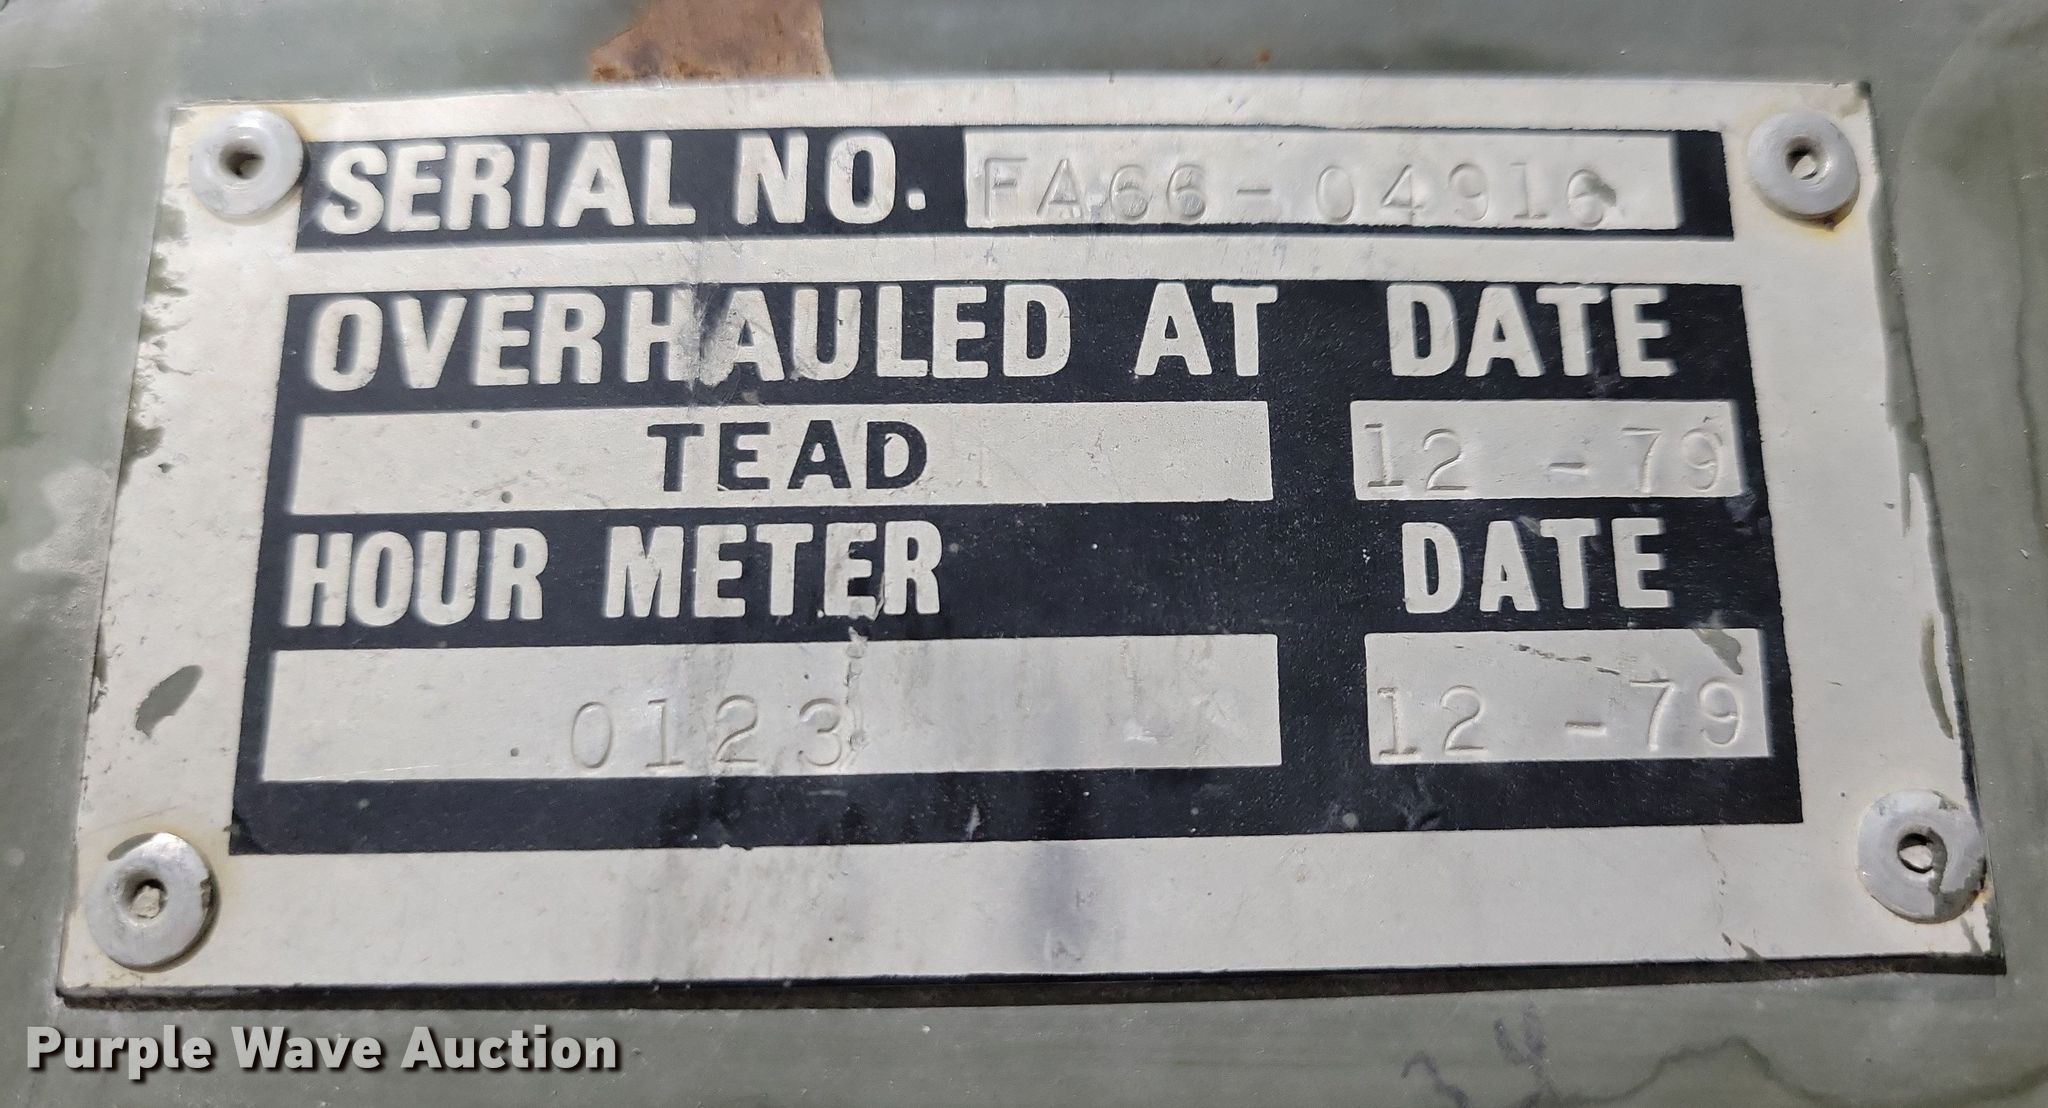 SERIAL NO. FA66-04916
OVERHAULED AT DATE
TEAD 12 -79
HOUR METER DATE
0123 12 -79
Purple Wave Auction